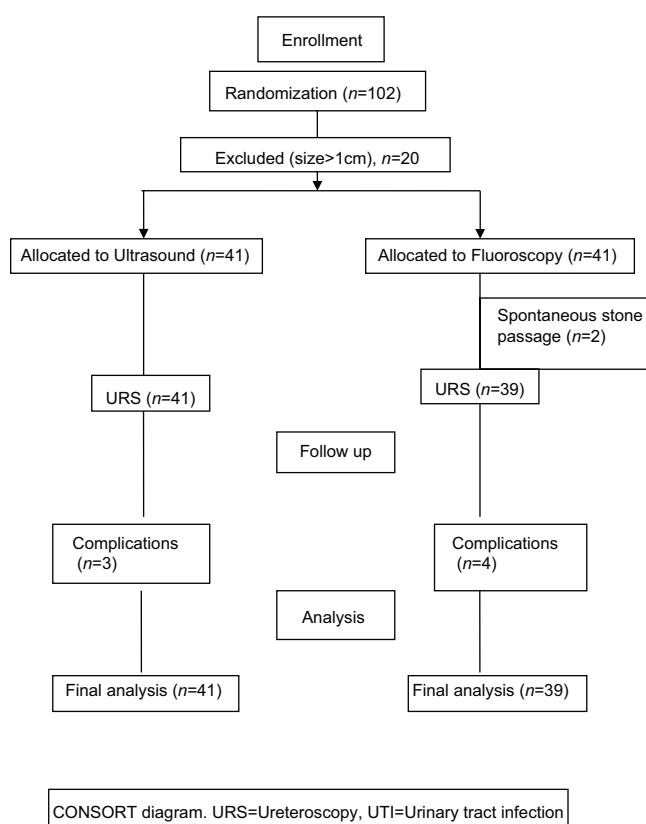 Enrollment
Randomization (n=102)
Excluded (size>1cm), n=20
Allocated to Ultrasound (n=41)
Allocated to Fluoroscopy (n=41)
Spontaneous stone
passage (n=2)
URS (n=41)
URS (n=39)
Follow up
Complications
(n=3)
Complications
(n=4)
Analysis
Final analysis (n=41)
Final analysis (n=39)
CONSORT diagram. URS=Ureteroscopy, UTI=Urinary tract infection